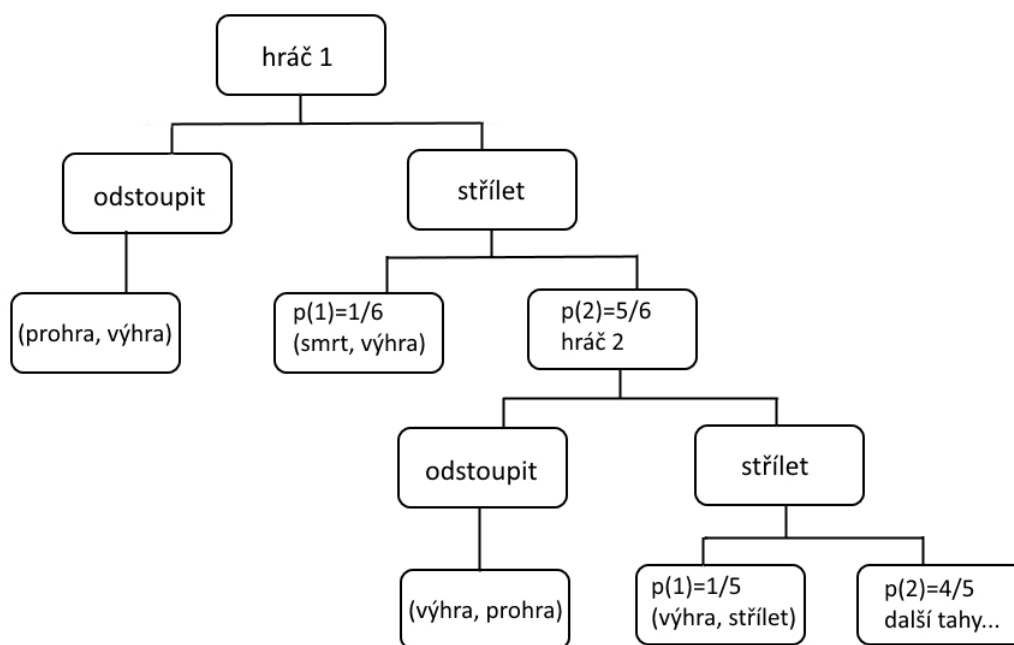 hráč 1
odstoupit
střílet
(prohra, výhra)
p(1)=1/6
(smrt, výhra)
p(2)=5/6
hráč 2
odstoupit
střílet
(výhra, prohra)
p(1)=1/5
(výhra, střílet)
p(2)=4/5
další tahy...